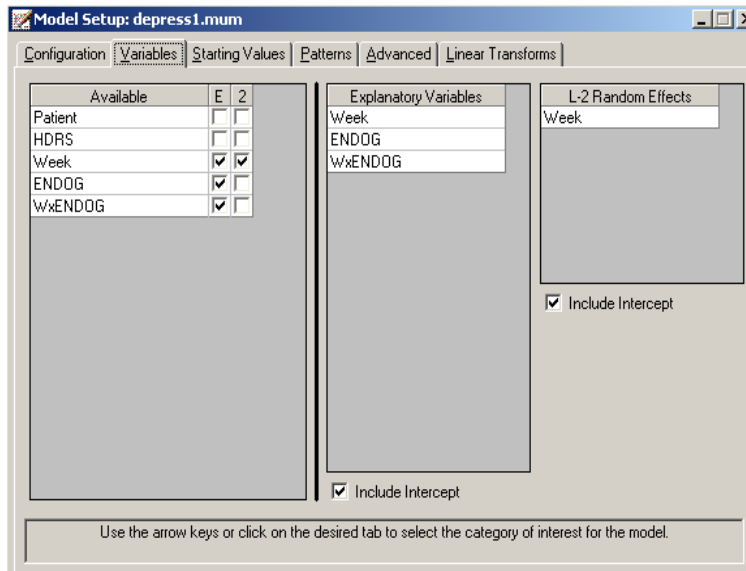 Model Setup: depress1.mum
Configuration Variables Starting Values Patterns Advanced Linear Transforms
Available E 2
Patient
HDRS
Week
ENDOG
WxENDOG
Explanatory Variables
Week
ENDOG
WxENDOG
Include Intercept
L-2 Random Effects
Week
Include Intercept
Use the arrow keys or click on the desired tab to select the category of interest for the model.